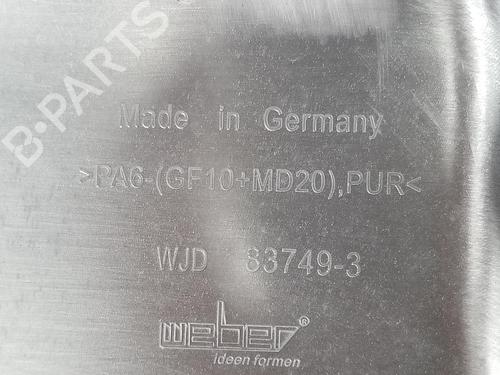 B-PARTS
Made in Germany
>PA6-(GF10+MD20),PUR<
WJD 83749-3
weber®
ideen formen